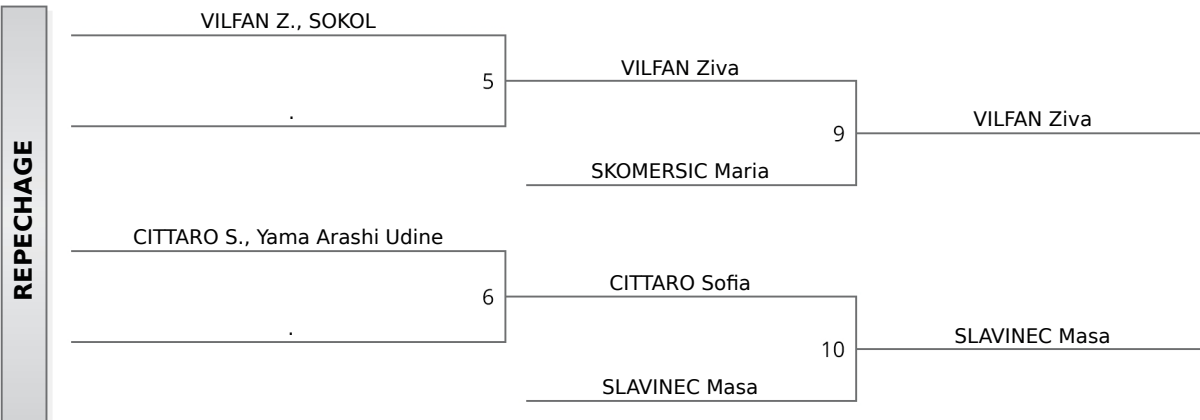 REPECHAGE
VILFAN Z., SOKOL
5
.
VILFAN Ziva
9
SKOMERSIC Maria
VILFAN Ziva
CITTARO S., Yama Arashi Udine
6
.
CITTARO Sofia
10
SLAVINEC Masa
SLAVINEC Masa